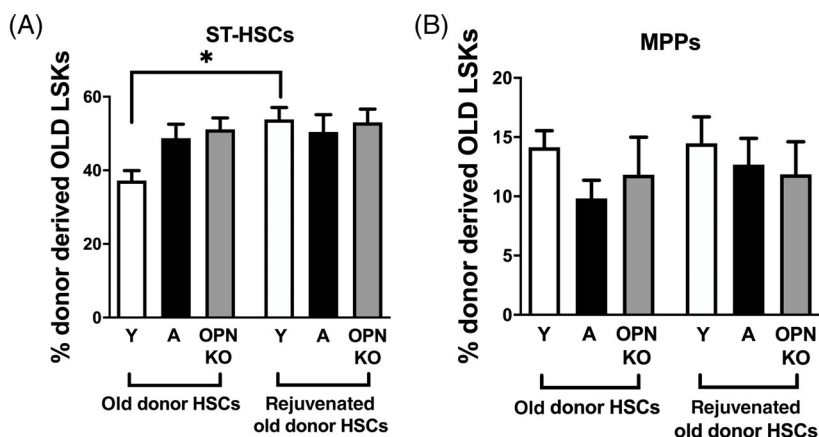 (A)
ST-HSCs
*
% donor derived OLD LSKs
60
40
20
0
Y A OPN KO Y A OPN KO
Old donor HSCs
Rejuvenated
old donor HSCs
(B)
MPPs
% donor derived OLD LSKs
20
15
10
5
0
Y A OPN KO Y A OPN KO
Old donor HSCs
Rejuvenated
old donor HSCs